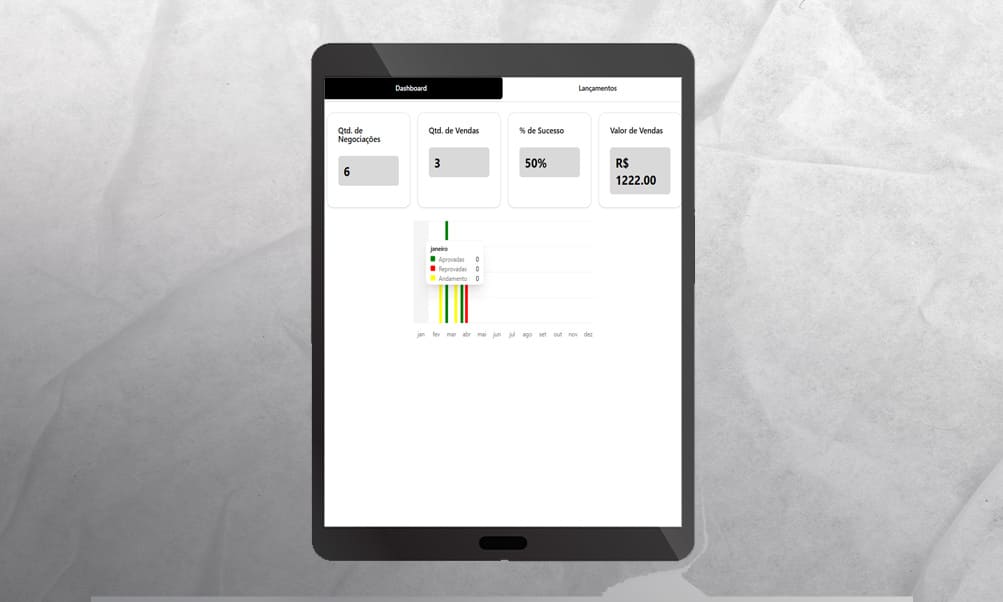 Dashboard
Lançamentos
Qtd. de
Negociações
6
Qtd. de Vendas
3
% de Sucesso
50%
Valor de Vendas
R$
1222.00
janeiro
Aprovadas 0
Reprovadas 0
Andamento 0
jan fev mar abr mai jun jul ago set out nov dez